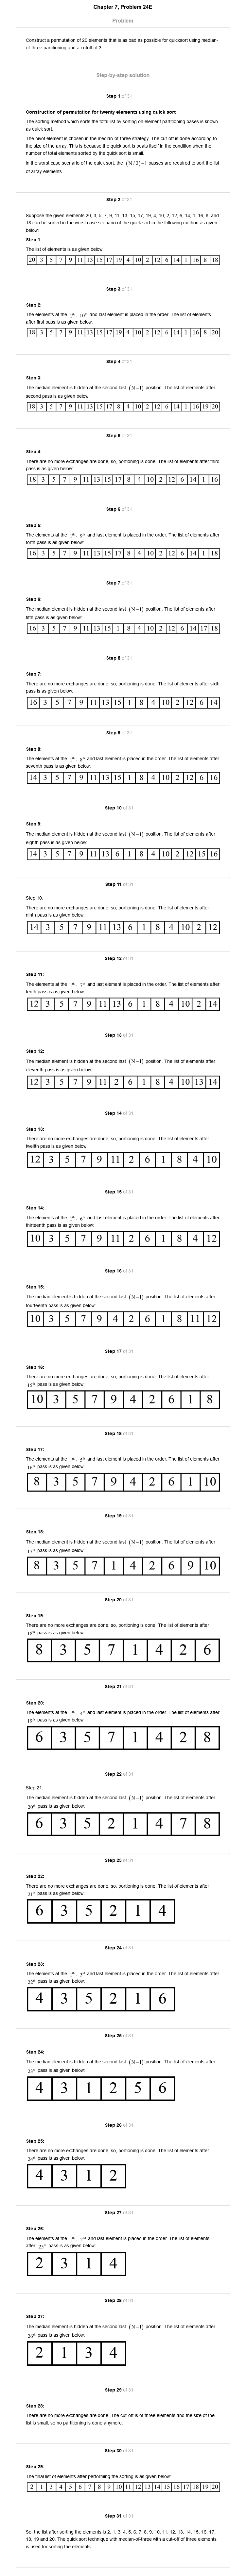 Chapter 7, Problem 24E
Problem
Construct a permutation of 20 elements that is as bad as possible for quicksort using median-
of-three partitioning and a cutoff of 3.
Step-by-step solution
Step 1 of 31
Construction of permutation for twenty elements using quick sort
The sorting method which sorts the total list by sorting on element partitioning bases is known
as quick sort.
The pivot element is chosen in the median-of-three strategy. The cut-off is done according to
the size of the array. This is because the quick sort is beats itself in the condition when the
number of total elements sorted by the quick sort is small.
In the worst case scenario of the quick sort, the (N/2)−1 passes are required to sort the list
of array elements
Step 2 of 31
Suppose the given elements 20, 3, 5, 7, 9, 11, 13, 15, 17, 19, 4, 10, 2, 12, 6, 14, 1, 16, 8, and
18 can be sorted in the worst case scenario of the quick sort in the following method as given
below:
Step 1:
The list of elements is as given below:
20 3 5 7 9 11 13 15 17 19 4 10 2 12 6 14 1 16 8 18
Step 3 of 31
Step 2:
The elements at the 1st, 10th and last element is placed in the order. The list of elements
after first pass is as given below:
18 3 5 7 9 11 13 15 17 19 4 10 2 12 6 14 1 16 8 20
Step 4 of 31
Step 3:
The median element is hidden at the second last (N−1) position. The list of elements after
second pass is as given below:
18 3 5 7 9 11 13 15 17 8 4 10 2 12 6 14 1 16 19 20
Step 5 of 31
Step 4:
There are no more exchanges are done, so, portioning is done. The list of elements after third
pass is as given below:
18 3 5 7 9 11 13 15 17 8 4 10 2 12 6 14 1 16
Step 6 of 31
Step 5:
The elements at the 1st, 9th and last element is placed in the order. The list of elements after
forth pass is as given below:
16 3 5 7 9 11 13 15 17 8 4 10 2 12 6 14 1 18
Step 7 of 31
Step 6:
The median element is hidden at the second last (N−1) position. The list of elements after
fifth pass is as given below:
16 3 5 7 9 11 13 15 1 8 4 10 2 12 6 14 17 18
Step 8 of 31
Step 7:
There are no more exchanges are done, so, portioning is done. The list of elements after sixth
pass is as given below:
16 3 5 7 9 11 13 15 1 8 4 10 2 12 6 14
Step 9 of 31
Step 8:
The elements at the 1st, 8th and last element is placed in the order. The list of elements after
seventh pass is as given below:
14 3 5 7 9 11 13 15 1 8 4 10 2 12 6 16
Step 10 of 31
Step 9:
The median element is hidden at the second last (N−1) position. The list of elements after
eighth pass is as given below:
14 3 5 7 9 11 13 6 1 8 4 10 2 12 15 16
Step 11 of 31
Step 10:
There are no more exchanges are done, so, portioning is done. The list of elements after
ninth pass is as given below:
14 3 5 7 9 11 13 6 1 8 4 10 2 12
Step 12 of 31
Step 11:
The elements at the 1st, 7th and last element is placed in the order. The list of elements after
tenth pass is as given below:
12 3 5 7 9 11 13 6 1 8 4 10 2 14
Step 13 of 31
Step 12:
The median element is hidden at the second last (N−1) position. The list of elements after
eleventh pass is as given below:
12 3 5 7 9 11 2 6 1 8 4 10 13 14
Step 14 of 31
Step 13:
There are no more exchanges are done, so, portioning is done. The list of elements after
twelfth pass is as given below:
12 3 5 7 9 11 2 6 1 8 4 10
Step 15 of 31
Step 14:
The elements at the 1st, 6th and last element is placed in the order. The list of elements after
thirteenth pass is as given below:
10 3 5 7 9 11 2 6 1 8 4 12
Step 16 of 31
Step 15:
The median element is hidden at the second last (N−1) position. The list of elements after
fourteenth pass is as given below:
10 3 5 7 9 4 2 6 1 8 11 12
Step 17 of 31
Step 16:
There are no more exchanges are done, so, portioning is done. The list of elements after
15th pass is as given below:
10 3 5 7 9 4 2 6 1 8
Step 18 of 31
Step 17:
The elements at the 1st, 5th and last element is placed in the order. The list of elements after
16th pass is as given below:
8 3 5 7 9 4 2 6 1 10
Step 19 of 31
Step 18:
The median element is hidden at the second last (N−1) position. The list of elements after
17th pass is as given below:
8 3 5 7 1 4 2 6 9 10
Step 20 of 31
Step 19:
There are no more exchanges are done, so, portioning is done. The list of elements after
18th pass is as given below:
8 3 5 7 1 4 2 6
Step 21 of 31
Step 20:
The elements at the 1st, 4th and last element is placed in the order. The list of elements after
19th pass is as given below:
6 3 5 7 1 4 2 8
Step 22 of 31
Step 21:
The median element is hidden at the second last (N−1) position. The list of elements after
20th pass is as given below:
6 3 5 2 1 4 7 8
Step 23 of 31
Step 22:
There are no more exchanges are done, so, portioning is done. The list of elements after
21st pass is as given below:
6 3 5 2 1 4
Step 24 of 31
Step 23:
The elements at the 1st, 3rd and last element is placed in the order. The list of elements after
22th pass is as given below:
4 3 5 2 1 6
Step 25 of 31
Step 24:
The median element is hidden at the second last (N−1) position. The list of elements after
23th pass is as given below:
4 3 1 2 5 6
Step 26 of 31
Step 25:
There are no more exchanges are done, so, portioning is done. The list of elements after
24th pass is as given below:
4 3 1 2
Step 27 of 31
Step 26:
The elements at the 1st, 2nd and last element is placed in the order. The list of elements
after 25th pass is as given below:
2 3 1 4
Step 28 of 31
Step 27:
The median element is hidden at the second last (N−1) position. The list of elements after
26th pass is as given below:
2 1 3 4
Step 29 of 31
Step 28:
There are no more exchanges are done. The cut-off is of three elements and the size of the
list is small, so no partitioning is done anymore.
Step 30 of 31
Step 29:
The final list of elements after performing the sorting is as given below:
2 1 3 4 5 6 7 8 9 10 11 12 13 14 15 16 17 18 19 20
Step 31 of 31
So, the list after sorting the elements is 2, 1, 3, 4, 5, 6, 7, 8, 9, 10, 11, 12, 13, 14, 15, 16, 17,
18, 19 and 20. The quick sort technique with median-of-three with a cut-off of three elements
is used for sorting the elements.